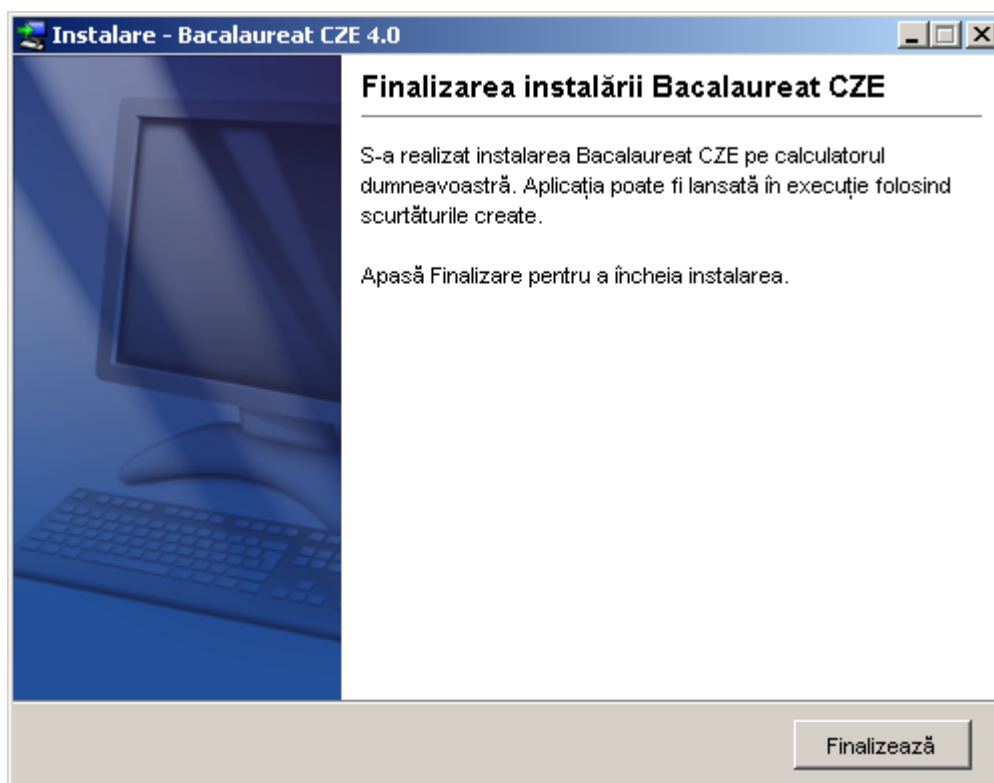 Instalare - Bacalaureat CZE 4.0
Finalizarea instalării Bacalaureat CZE
S-a realizat instalarea Bacalaureat CZE pe calculatorul
dumneavoastră. Aplicația poate fi lansată în execuție folosind
scurtăturile create.
Apasă Finalizare pentru a încheia instalarea.
Finalizează